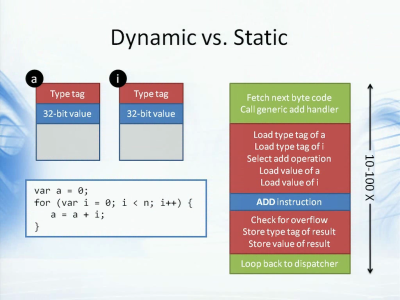 Dynamic vs. Static
a
i
Type tag
Type tag
32-bit value
32-bit value
var a = 0;
for (var i = 0; i < n; i++) {
a = a + i;
}
Fetch next byte code
Call generic add handler
Load type tag of a
Load type tag of i
Select add operation
Load value of a
Load value of i
ADD instruction
Check for overflow
Store type tag of result
Store value of result
Loop back to dispatcher
10-100 X